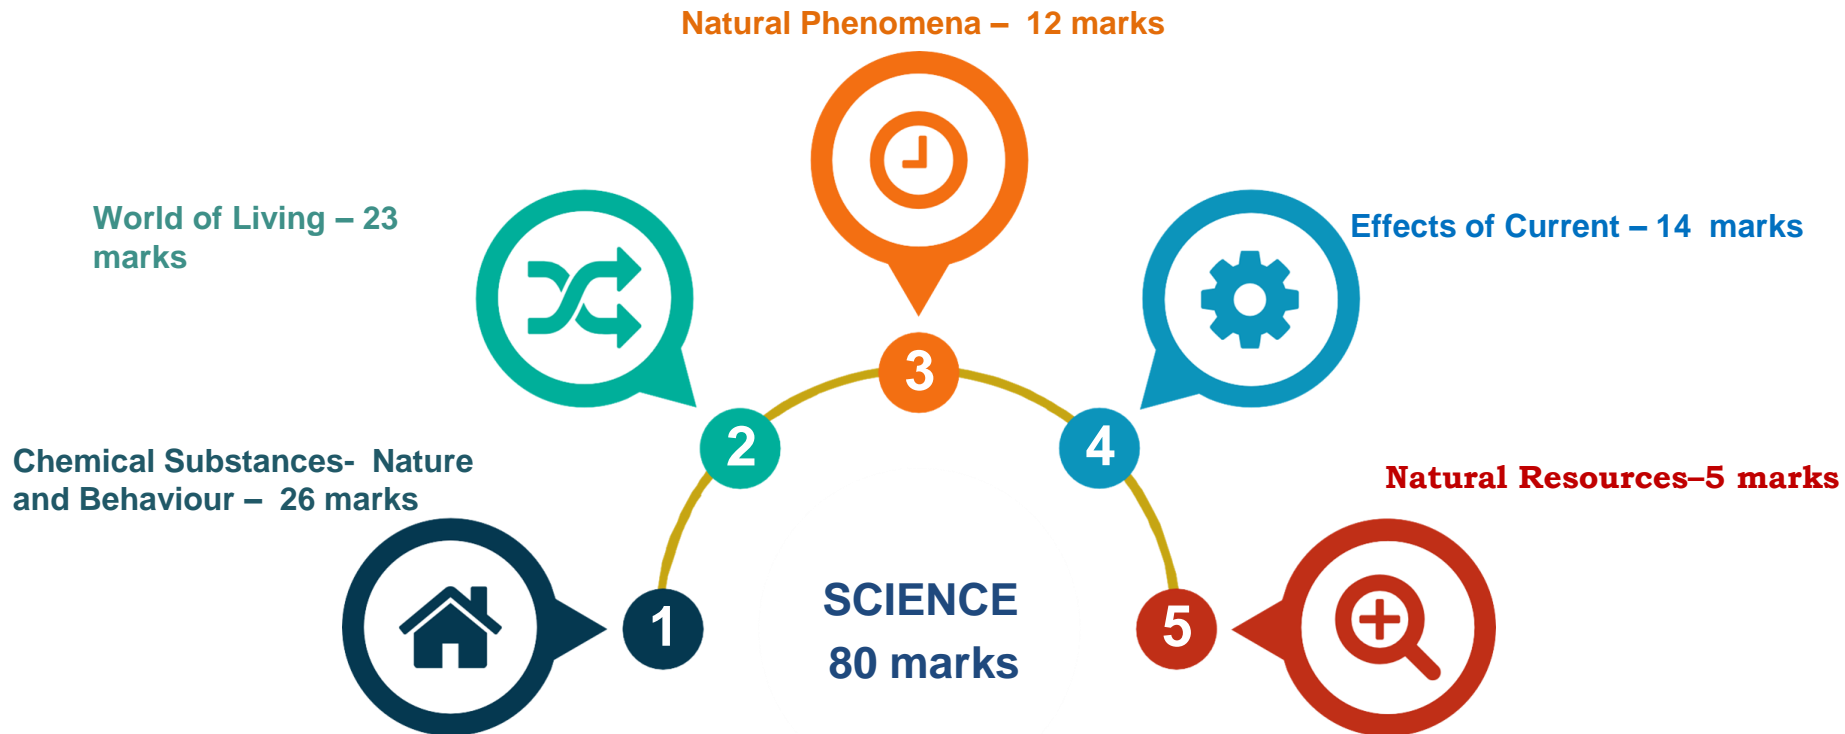 Natural Phenomena –  12 marks
World of Living – 23
marks
Effects of Current – 14  marks
3
2
4
Chemical Substances-  Nature
and Behaviour –  26 marks
Natural Resources–5 marks
1
SCIENCE
80 marks
5